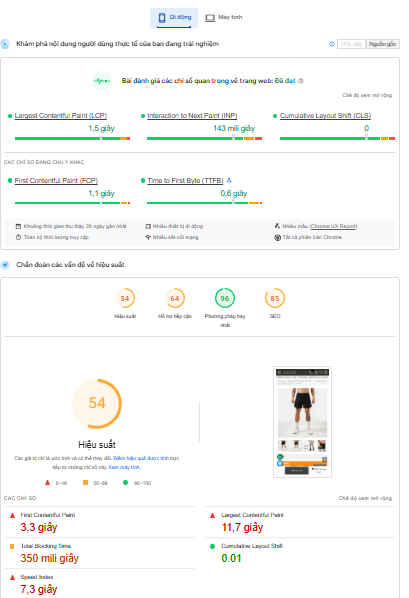 Di động
Máy tính
Khám phá nội dung người dùng thực tế của bạn đang trải nghiệm
URL này
Nguồn gốc
Bài đánh giá các chỉ số quan trọng về trang web: Đã đạt
Chế độ xem mở rộng
Largest Contentful Paint (LCP)
1,5 giây
Interaction to Next Paint (INP)
143 mili giây
Cumulative Layout Shift (CLS)
0
CÁC CHỈ SỐ ĐÁNG CHÚ Ý KHÁC
First Contentful Paint (FCP)
1,1 giây
Time to First Byte (TTFB)
0,6 giây
Khoảng thời gian thu thập 28 ngày gần nhất
Nhiều thiết bị di động
Nhiều mẫu (Chrome UX Report)
Toàn bộ thời lượng truy cập
Nhiều kết nối mạng
Tất cả phiên bản Chrome
Chẩn đoán các vấn đề về hiệu suất
54
64
96
85
Hiệu suất
Hỗ trợ tiếp cận
Phương pháp hay
nhất
SEO
54
Hiệu suất
Các giá trị chỉ là ước tính và có thể thay đổi. Điểm hiệu quả được tính trực
tiếp từ những chỉ số này. Xem máy tính.
0–49
50–89
90–100
CÁC CHỈ SỐ
Chế độ xem mở rộng
First Contentful Paint
3,3 giây
Largest Contentful Paint
11,7 giây
Total Blocking Time
350 mili giây
Cumulative Layout Shift
0.01
Speed Index
7,3 giây